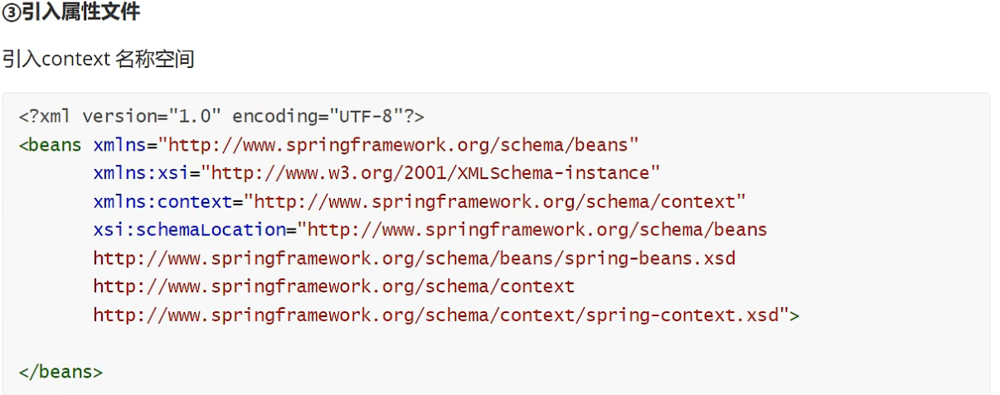 ③引入属性文件
引入context 名称空间
<?xml version="1.0" encoding="UTF-8"?>
<beans xmlns="http://www.springframework.org/schema/beans"
       xmlns:xsi="http://www.w3.org/2001/XMLSchema-instance"
       xmlns:context="http://www.springframework.org/schema/context"
       xsi:schemaLocation="http://www.springframework.org/schema/beans
       http://www.springframework.org/schema/beans/spring-beans.xsd
       http://www.springframework.org/schema/context
       http://www.springframework.org/schema/context/spring-context.xsd">
</beans>